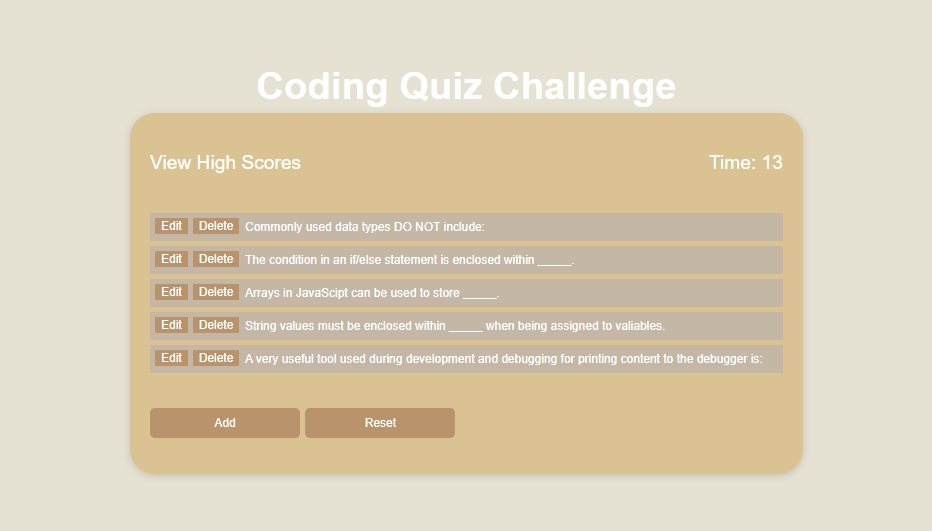 Coding Quiz Challenge
View High Scores Time: 13
Edit Delete Commonly used data types DO NOT include:
Edit Delete The condition in an if/else statement is enclosed within _____.
Edit Delete Arrays in JavaScipt can be used to store _____.
Edit Delete String values must be enclosed within _____ when being assigned to valiables.
Edit Delete A very useful tool used during development and debugging for printing content to the debugger is:
Add Reset